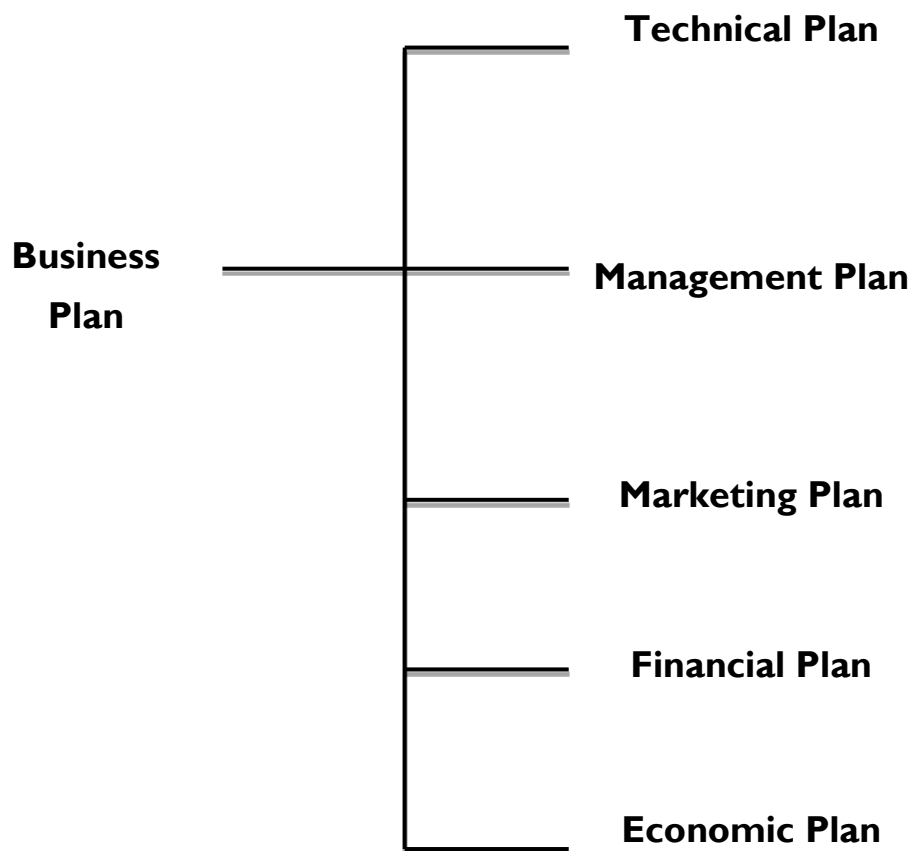 Technical Plan
Business
Plan
Management Plan
Marketing Plan
Financial Plan
Economic Plan